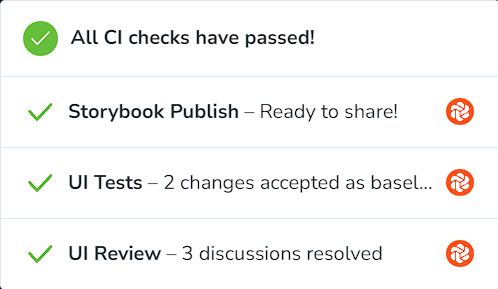 All CI checks have passed!
Storybook Publish – Ready to share!
UI Tests – 2 changes accepted as basel...
UI Review – 3 discussions resolved